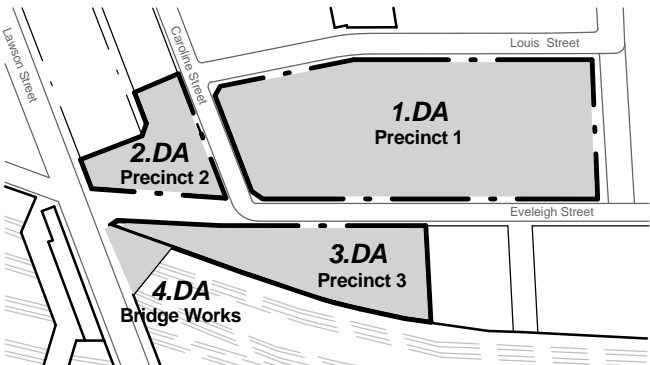 Lawson Street
Caroline Street
Louis Street
1.DA
Precinct 1
2.DA
Precinct 2
Eveleigh Street
3.DA
Precinct 3
4.DA
Bridge Works